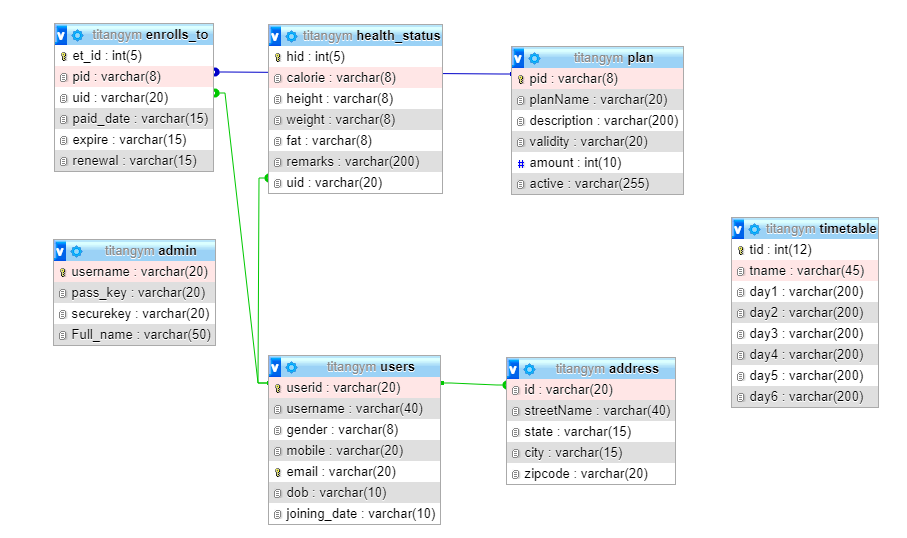 titangym enrolls_to
et_id : int(5)
pid : varchar(8)
uid : varchar(20)
paid_date : varchar(15)
expire : varchar(15)
renewal : varchar(15)
titangym health_status
hid : int(5)
calorie : varchar(8)
height : varchar(8)
weight : varchar(8)
fat : varchar(8)
remarks : varchar(200)
uid : varchar(20)
titangym plan
pid : varchar(8)
planName : varchar(20)
description : varchar(200)
validity : varchar(20)
# amount : int(10)
active : varchar(255)
titangym admin
username : varchar(20)
pass_key : varchar(20)
securekey : varchar(20)
Full_name : varchar(50)
titangym timetable
tid : int(12)
tname : varchar(45)
day1 : varchar(200)
day2 : varchar(200)
day3 : varchar(200)
day4 : varchar(200)
day5 : varchar(200)
day6 : varchar(200)
titangym users
userid : varchar(20)
username : varchar(40)
gender : varchar(8)
mobile : varchar(20)
email : varchar(20)
dob : varchar(10)
joining_date : varchar(10)
titangym address
id : varchar(20)
streetName : varchar(40)
state : varchar(15)
city : varchar(15)
zipcode : varchar(20)